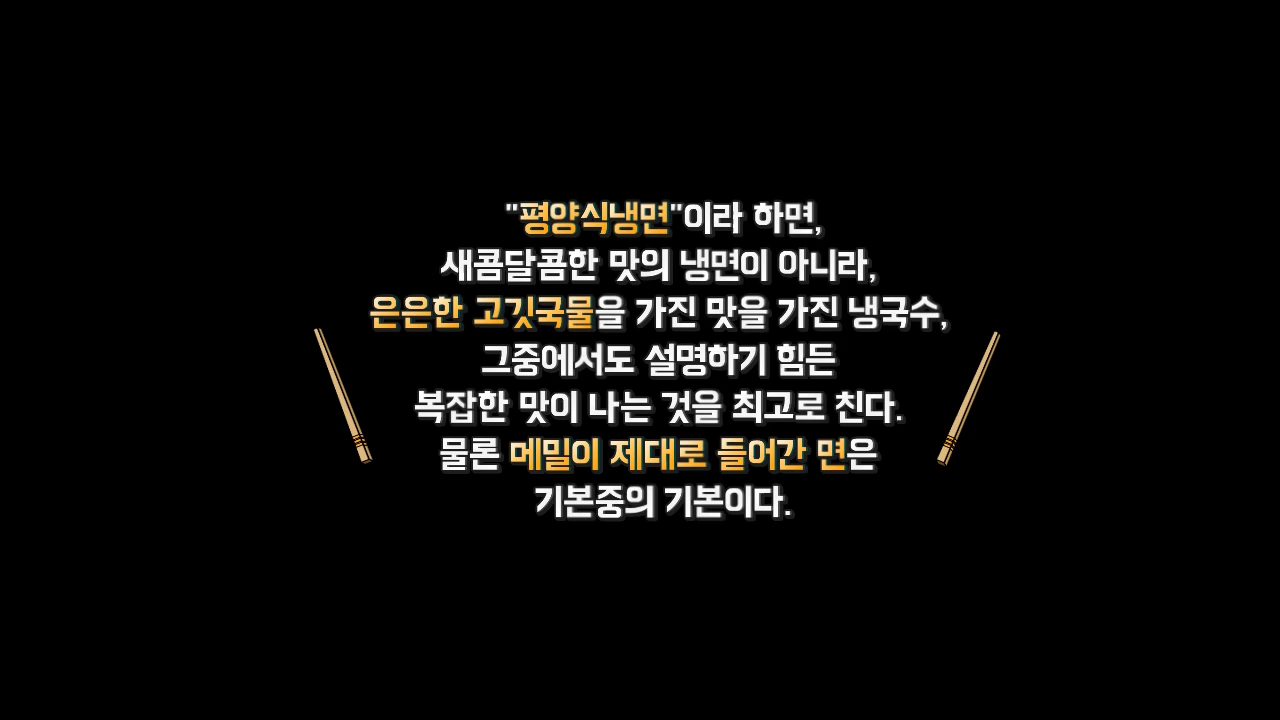 "평양식냉면"이라 하면,
새콤달콤한 맛의 냉면이 아니라,
은은한 고깃국물을 가진 맛을 가진 냉국수,
그중에서도 설명하기 힘든
복잡한 맛이 나는 것을 최고로 친다.
물론 메밀이 제대로 들어간 면은
기본중의 기본이다.